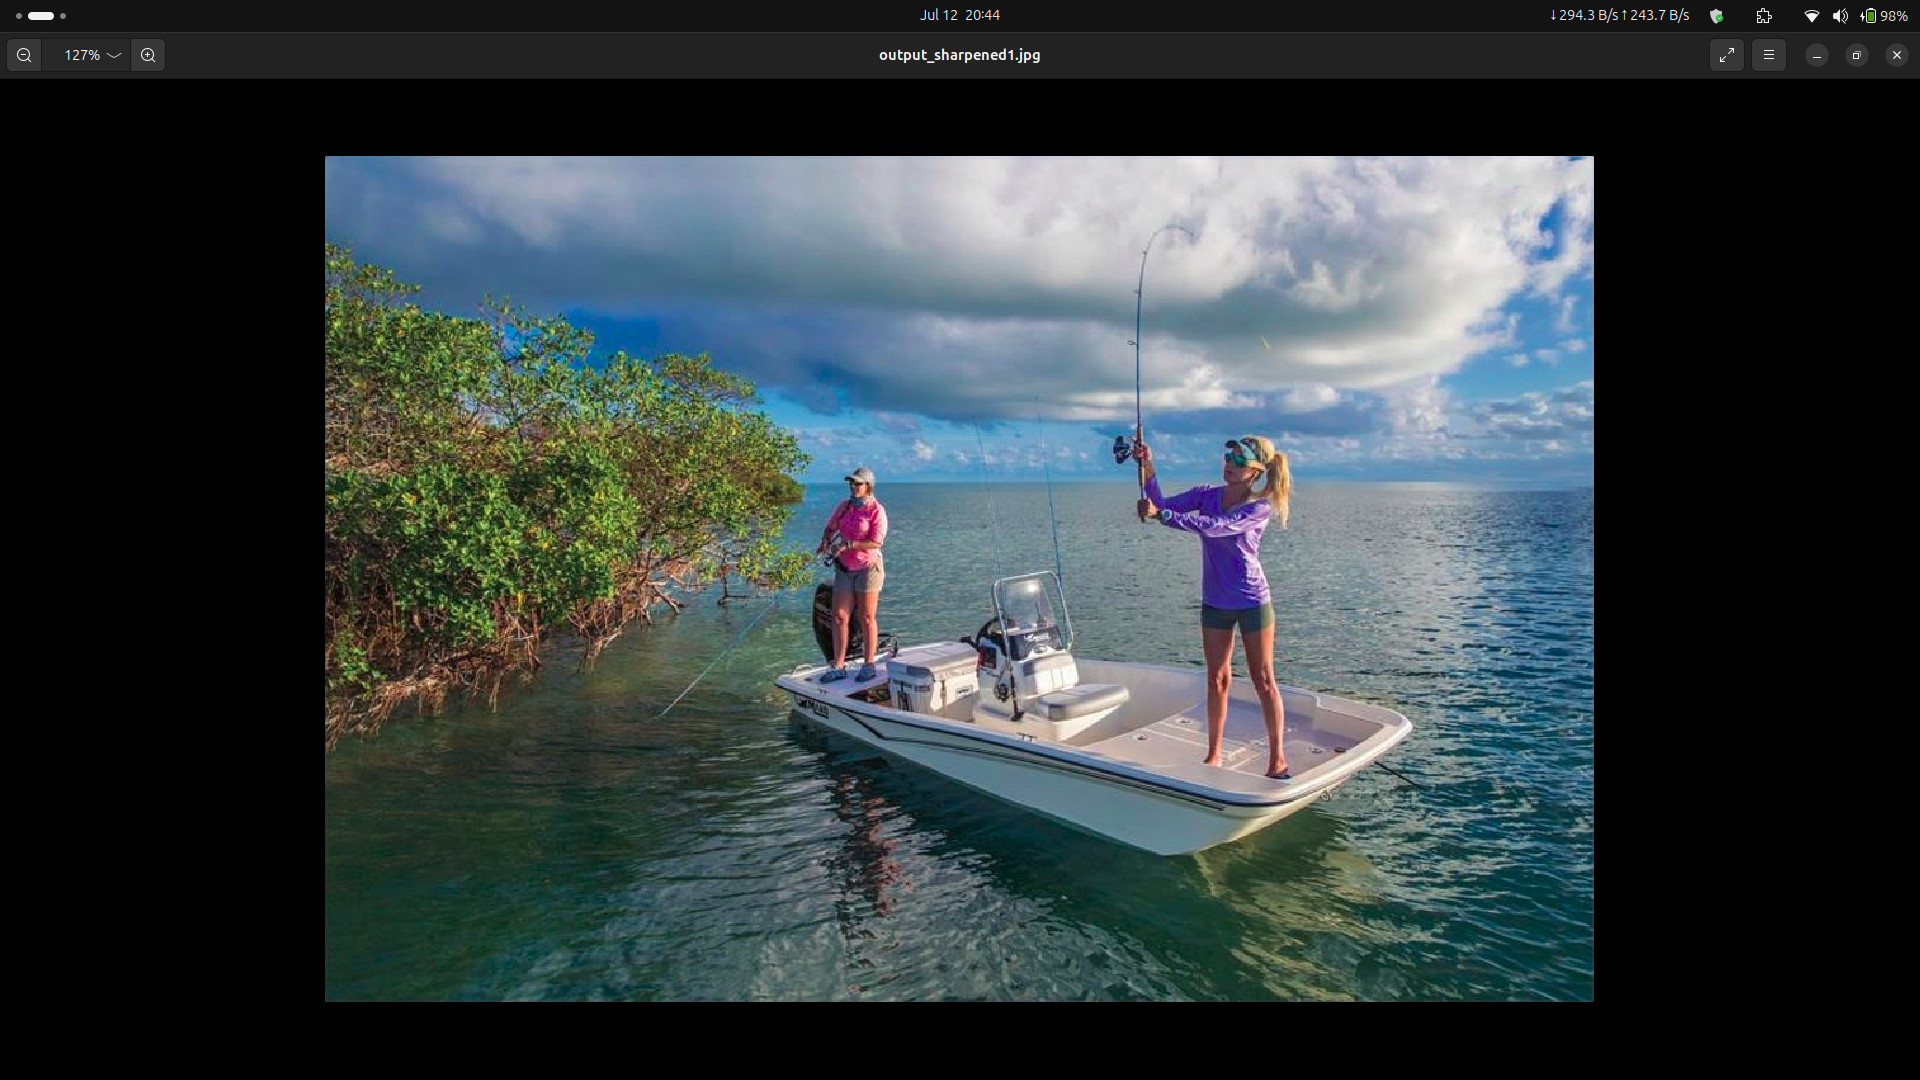 Jul 12 20:44
↓294.3 B/s↑243.7 B/s
98%
127%
output_sharpened1.jpg